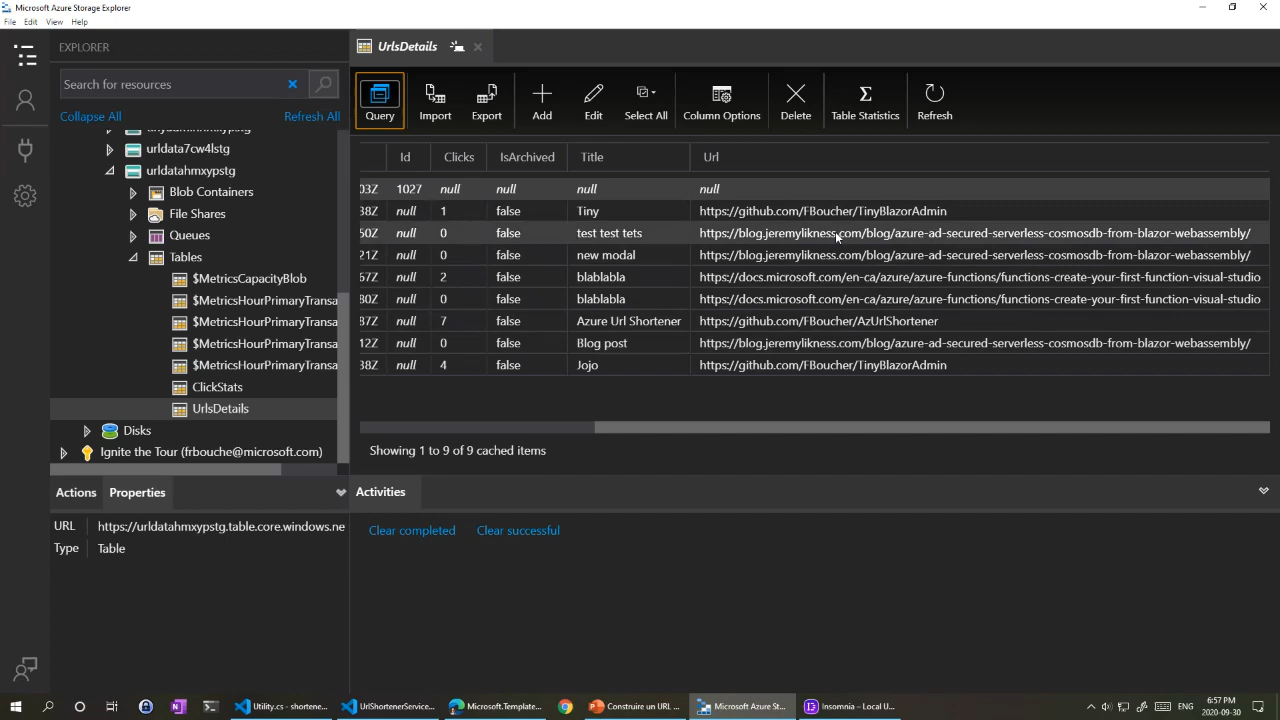 Microsoft Azure Storage Explorer
File Edit View Help
EXPLORER
Search for resources
Collapse All Refresh All
urldata7cw4lstg
urldatahmxypstg
Blob Containers
File Shares
Queues
Tables
$MetricsCapacityBlob
$MetricsHourPrimaryTransa
$MetricsHourPrimaryTransa
$MetricsHourPrimaryTransa
$MetricsHourPrimaryTransa
ClickStats
UrlsDetails
Disks
Ignite the Tour (frbouche@microsoft.com)
Actions Properties
URL https://urldatahmxypstg.table.core.windows.ne
Type Table
UrlsDetails
Query Import Export Add Edit Select All Column Options Delete Table Statistics Refresh
Id Clicks IsArchived Title Url
03Z 1027 null null null null
38Z null 1 false Tiny https://github.com/FBoucher/TinyBlazorAdmin
50Z null 0 false test test tets https://blog.jeremylikness.com/blog/azure-ad-secured-serverless-cosmosdb-from-blazor-webassembly/
21Z null 0 false new modal https://blog.jeremylikness.com/blog/azure-ad-secured-serverless-cosmosdb-from-blazor-webassembly/
67Z null 2 false blablabla https://docs.microsoft.com/en-ca/azure/azure-functions/functions-create-your-first-function-visual-studio
80Z null 0 false blablabla https://docs.microsoft.com/en-ca/azure/azure-functions/functions-create-your-first-function-visual-studio
87Z null 7 false Azure Url Shortener https://github.com/FBoucher/AzUrlShortener
12Z null 0 false Blog post https://blog.jeremylikness.com/blog/azure-ad-secured-serverless-cosmosdb-from-blazor-webassembly/
38Z null 4 false Jojo https://github.com/FBoucher/TinyBlazorAdmin
Showing 1 to 9 of 9 cached items
Activities
Clear completed Clear successful
Utility.cs - shortene... UrlShortenerService... Microsoft.Template... Construire un URL ... Microsoft Azure St... Insomnia – Local U... ENG 6:57 PM
2020-09-30